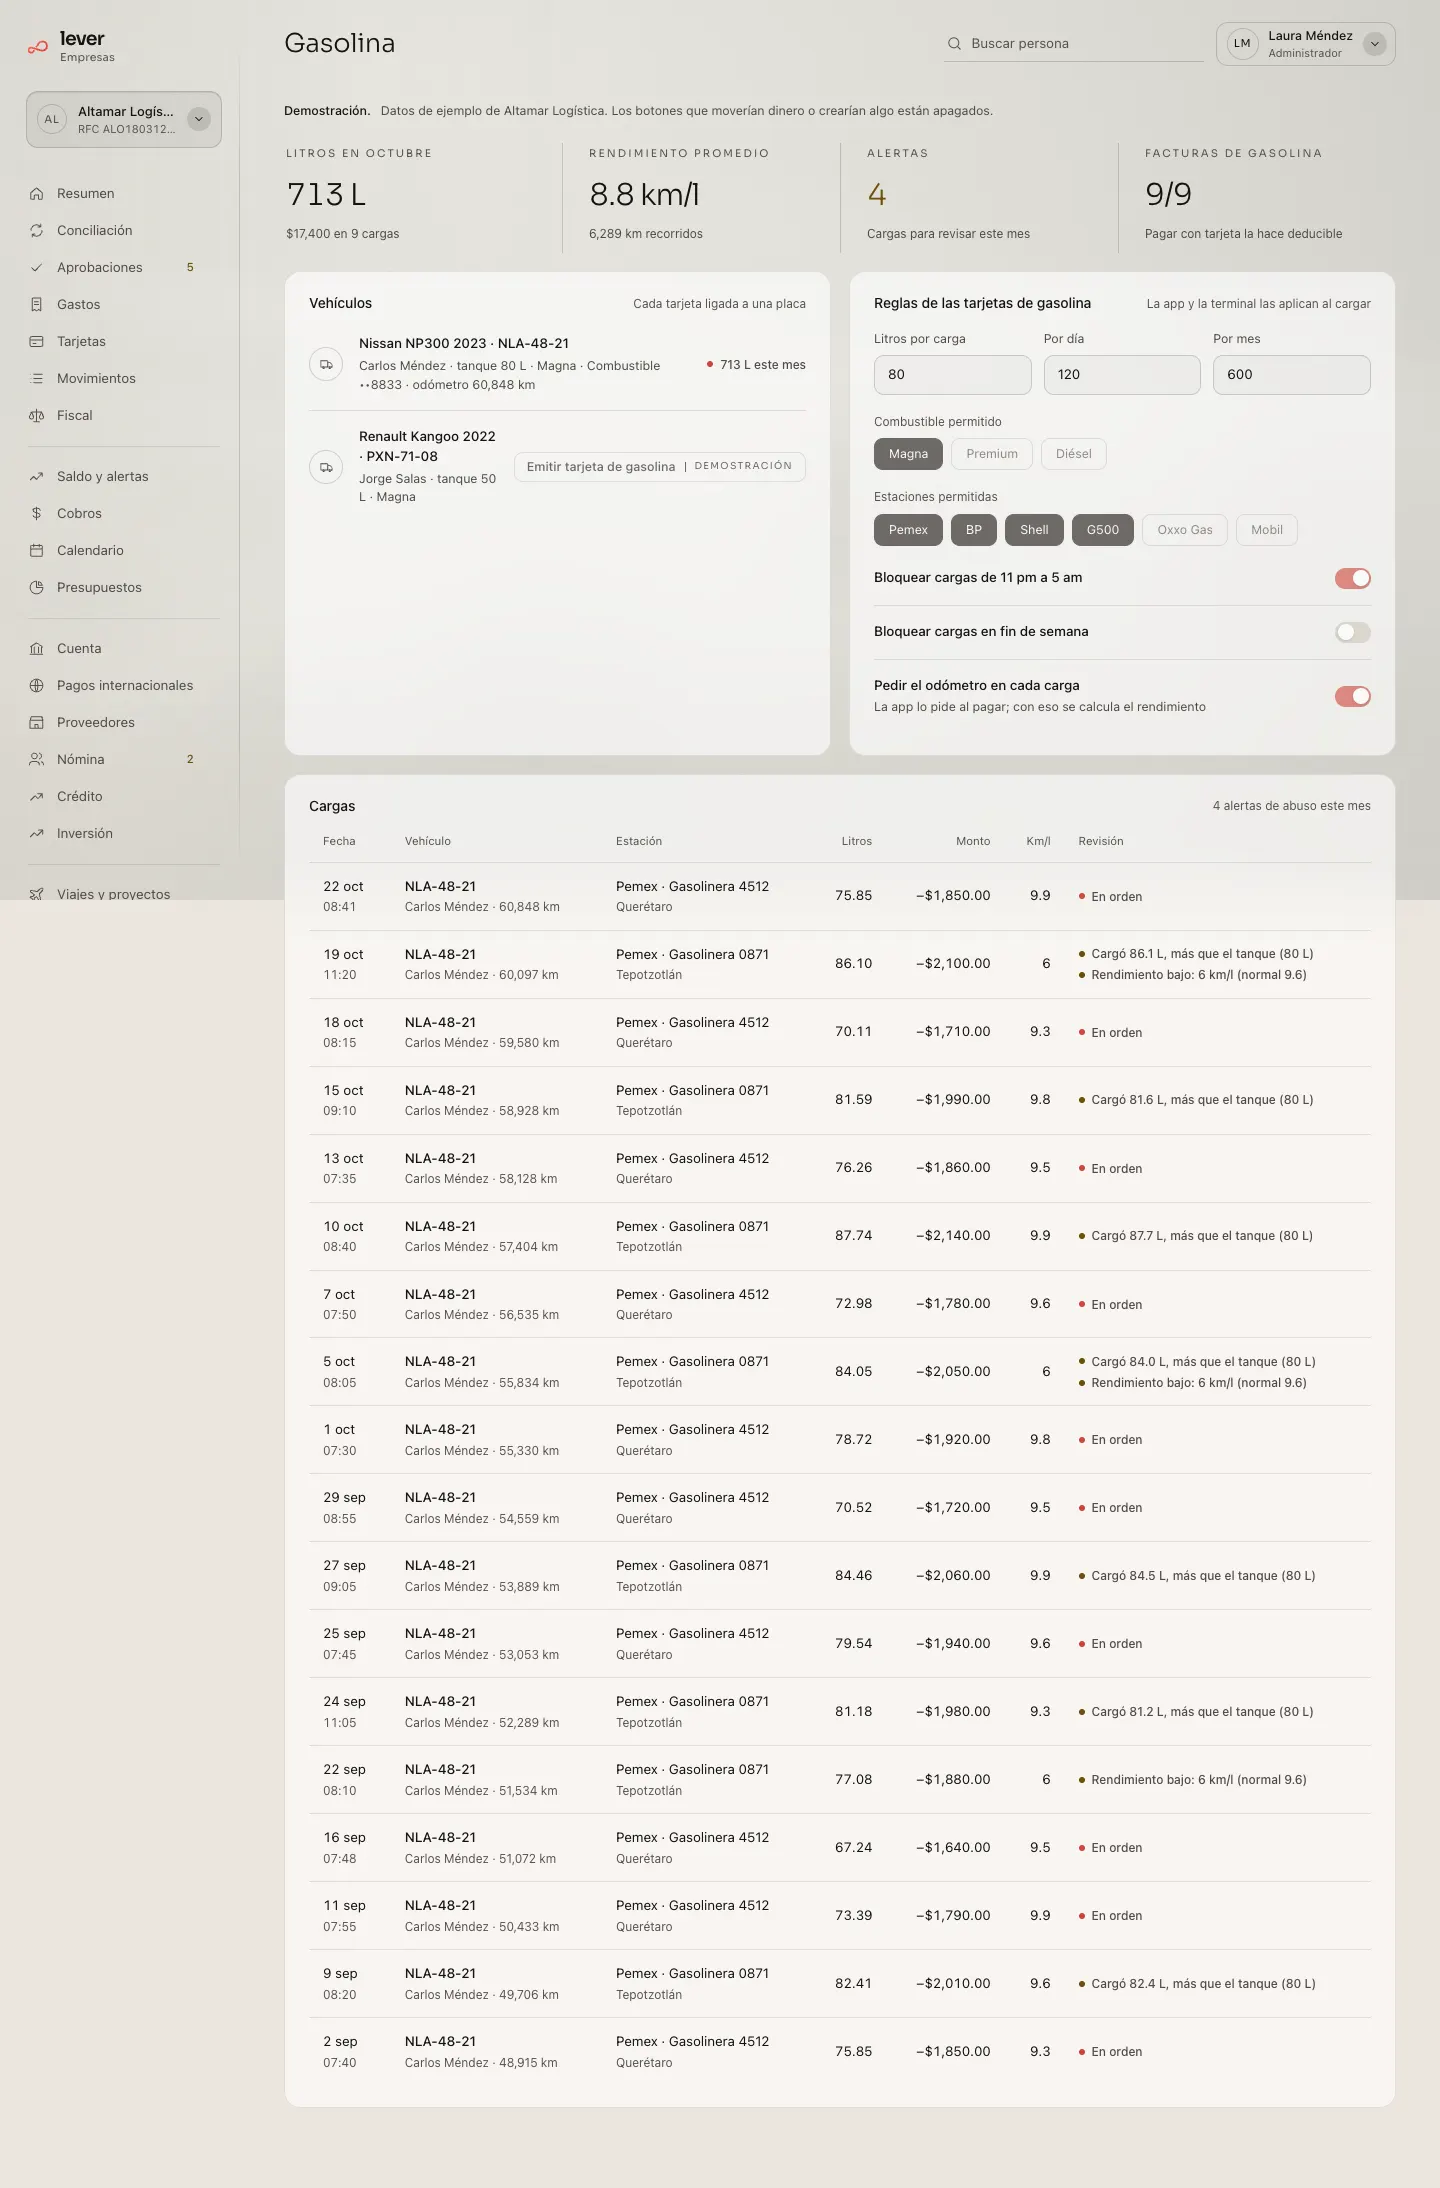 lever
Empresas
AL
Altamar Logís...
RFC ALO180312...
Resumen
Conciliación
Aprobaciones 5
Gastos
Tarjetas
Movimientos
Fiscal
Saldo y alertas
Cobros
Calendario
Presupuestos
Cuenta
Pagos internacionales
Proveedores
Nómina 2
Crédito
Inversión
Viajes y proyectos
Gasolina
Buscar persona
LM
Laura Méndez
Administrador
Demostración. Datos de ejemplo de Altamar Logística. Los botones que moverían dinero o crearían algo están apagados.
LITROS EN OCTUBRE
713 L
$17,400 en 9 cargas
RENDIMIENTO PROMEDIO
8.8 km/l
6,289 km recorridos
ALERTAS
4
Cargas para revisar este mes
FACTURAS DE GASOLINA
9/9
Pagar con tarjeta la hace deducible
Vehículos
Cada tarjeta ligada a una placa
Nissan NP300 2023 · NLA-48-21
Carlos Méndez · tanque 80 L · Magna · Combustible
••8833 · odómetro 60,848 km
713 L este mes
Renault Kangoo 2022
· PXN-71-08
Jorge Salas · tanque 50
L · Magna
Emitir tarjeta de gasolina | DEMOSTRACIÓN
Reglas de las tarjetas de gasolina
La app y la terminal las aplican al cargar
Litros por carga Por día Por mes
80 120 600
Combustible permitido
Magna Premium Diésel
Estaciones permitidas
Pemex BP Shell G500 Oxxo Gas Mobil
Bloquear cargas de 11 pm a 5 am
Bloquear cargas en fin de semana
Pedir el odómetro en cada carga
La app lo pide al pagar; con eso se calcula el rendimiento
Cargas
4 alertas de abuso este mes
Fecha Vehículo Estación Litros Monto Km/l Revisión
22 oct NLA-48-21 Pemex · Gasolinera 4512 75.85 −$1,850.00 9.9 En orden
08:41 Carlos Méndez · 60,848 km Querétaro
19 oct NLA-48-21 Pemex · Gasolinera 0871 86.10 −$2,100.00 6 Cargó 86.1 L, más que el tanque (80 L)
11:20 Carlos Méndez · 60,097 km Tepotzotlán Rendimiento bajo: 6 km/l (normal 9.6)
18 oct NLA-48-21 Pemex · Gasolinera 4512 70.11 −$1,710.00 9.3 En orden
08:15 Carlos Méndez · 59,580 km Querétaro
15 oct NLA-48-21 Pemex · Gasolinera 0871 81.59 −$1,990.00 9.8 Cargó 81.6 L, más que el tanque (80 L)
09:10 Carlos Méndez · 58,928 km Tepotzotlán
13 oct NLA-48-21 Pemex · Gasolinera 4512 76.26 −$1,860.00 9.5 En orden
07:35 Carlos Méndez · 58,128 km Querétaro
10 oct NLA-48-21 Pemex · Gasolinera 0871 87.74 −$2,140.00 9.9 Cargó 87.7 L, más que el tanque (80 L)
08:40 Carlos Méndez · 57,404 km Tepotzotlán
7 oct NLA-48-21 Pemex · Gasolinera 4512 72.98 −$1,780.00 9.6 En orden
07:50 Carlos Méndez · 56,535 km Querétaro
5 oct NLA-48-21 Pemex · Gasolinera 0871 84.05 −$2,050.00 6 Cargó 84.0 L, más que el tanque (80 L)
08:05 Carlos Méndez · 55,834 km Tepotzotlán Rendimiento bajo: 6 km/l (normal 9.6)
1 oct NLA-48-21 Pemex · Gasolinera 4512 78.72 −$1,920.00 9.8 En orden
07:30 Carlos Méndez · 55,330 km Querétaro
29 sep NLA-48-21 Pemex · Gasolinera 4512 70.52 −$1,720.00 9.5 En orden
08:55 Carlos Méndez · 54,559 km Querétaro
27 sep NLA-48-21 Pemex · Gasolinera 0871 84.46 −$2,060.00 9.9 Cargó 84.5 L, más que el tanque (80 L)
09:05 Carlos Méndez · 53,889 km Tepotzotlán
25 sep NLA-48-21 Pemex · Gasolinera 4512 79.54 −$1,940.00 9.6 En orden
07:45 Carlos Méndez · 53,053 km Querétaro
24 sep NLA-48-21 Pemex · Gasolinera 0871 81.18 −$1,980.00 9.3 Cargó 81.2 L, más que el tanque (80 L)
11:05 Carlos Méndez · 52,289 km Tepotzotlán
22 sep NLA-48-21 Pemex · Gasolinera 0871 77.08 −$1,880.00 6 Rendimiento bajo: 6 km/l (normal 9.6)
08:10 Carlos Méndez · 51,534 km Tepotzotlán
16 sep NLA-48-21 Pemex · Gasolinera 4512 67.24 −$1,640.00 9.5 En orden
07:48 Carlos Méndez · 51,072 km Querétaro
11 sep NLA-48-21 Pemex · Gasolinera 4512 73.39 −$1,790.00 9.9 En orden
07:55 Carlos Méndez · 50,433 km Querétaro
9 sep NLA-48-21 Pemex · Gasolinera 0871 82.41 −$2,010.00 9.6 Cargó 82.4 L, más que el tanque (80 L)
08:20 Carlos Méndez · 49,706 km Tepotzotlán
2 sep NLA-48-21 Pemex · Gasolinera 4512 75.85 −$1,850.00 9.3 En orden
07:40 Carlos Méndez · 48,915 km Querétaro